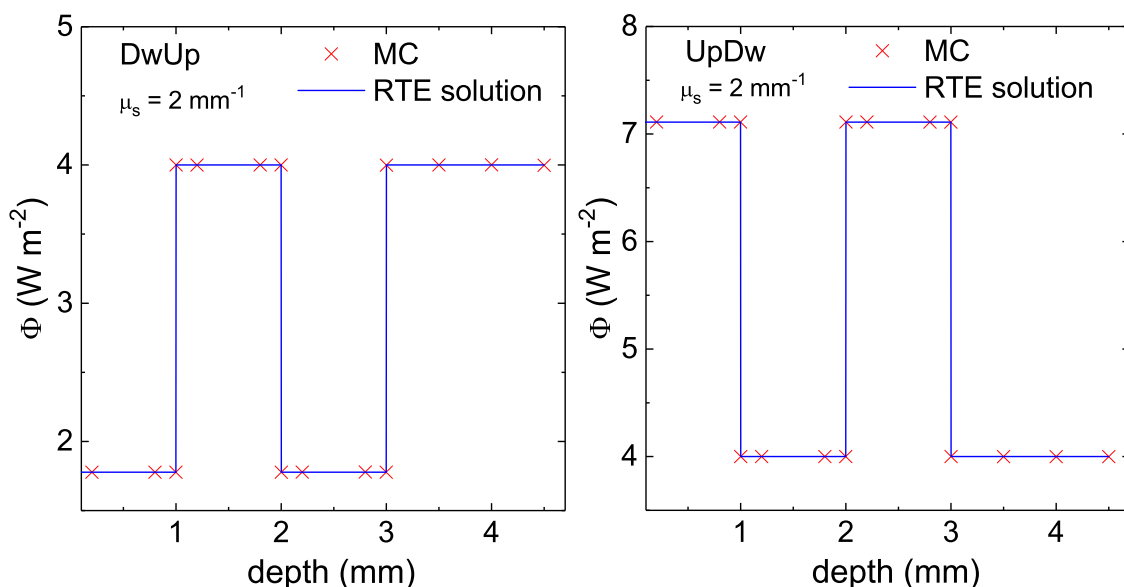 DwUp
MC
RTE solution
μs = 2 mm-1
5
4
3
2
Φ (W m-2)
1
2
3
4
depth (mm)
UpDw
MC
RTE solution
μs = 2 mm-1
8
7
6
5
4
Φ (W m-2)
1
2
3
4
depth (mm)